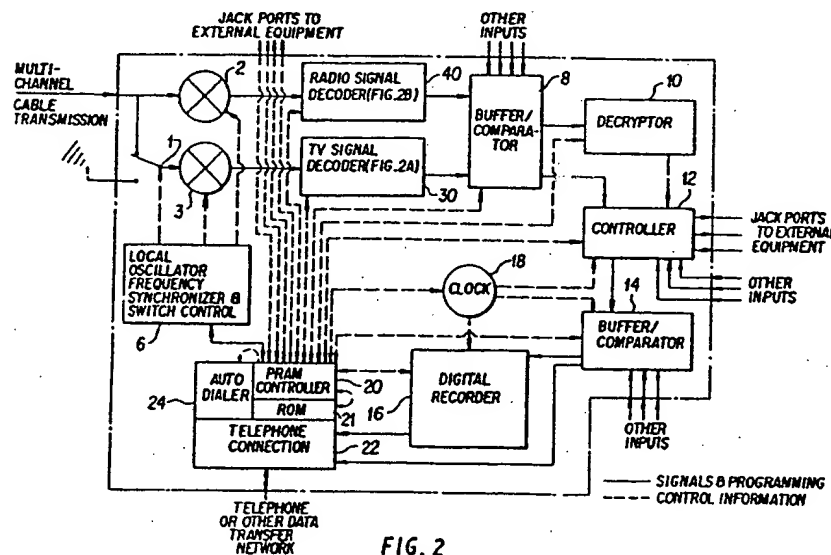 JACK PORTS TO
EXTERNAL EQUIPMENT
OTHER
INPUTS
MULTI-
CHANNEL
CABLE
TRANSMISSION
2
RADIO SIGNAL
DECODER (FIG. 2B)
40
8
BUFFER/
COMPARA-
TOR
10
DECRYPTOR
1
3
TV SIGNAL
DECODER (FIG. 2A)
30
12
CONTROLLER
JACK PORTS
TO EXTERNAL
EQUIPMENT
OTHER
INPUTS
LOCAL
OSCILLATOR
FREQUENCY
SYNCHRONIZER &
SWITCH CONTROL
6
18
CLOCK
14
BUFFER/
COMPARATOR
24
AUTO
DIALER
PRAM
CONTROLLER
20
ROM
21
16
DIGITAL
RECORDER
TELEPHONE
CONNECTION
22
OTHER
INPUTS
SIGNALS & PROGRAMMING
CONTROL INFORMATION
TELEPHONE
OR OTHER DATA
TRANSFER
NETWORK
FIG. 2